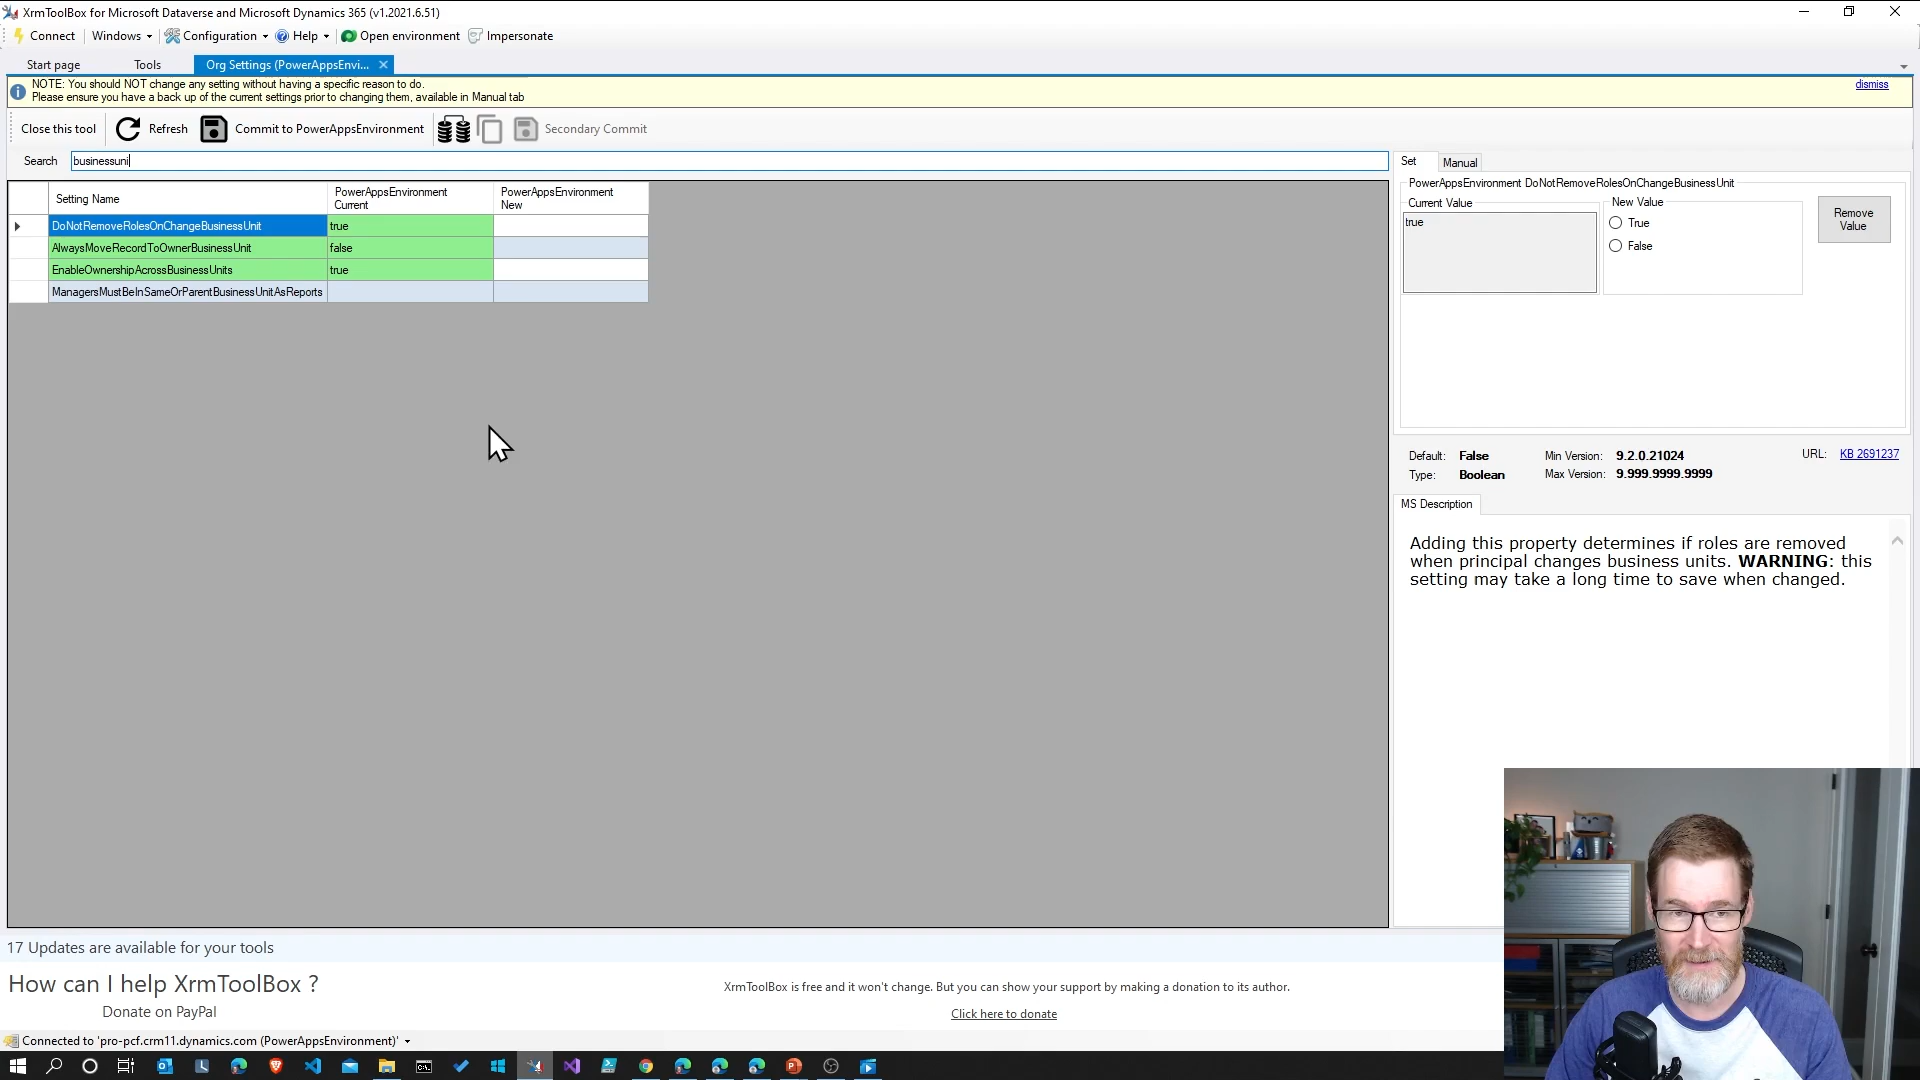 XrmToolBox for Microsoft Dataverse and Microsoft Dynamics 365 (v1.2021.6.51)
Connect Windows Configuration Help Open environment Impersonate
Start page Tools Org Settings (PowerAppsEnvi...
NOTE: You should NOT change any setting without having a specific reason to do.
Please ensure you have a back up of the current settings prior to changing them, available in Manual tab
dismiss
Close this tool Refresh Commit to PowerAppsEnvironment Secondary Commit
Search businessuni
Setting Name PowerAppsEnvironment Current PowerAppsEnvironment New
DoNotRemoveRolesOnChangeBusinessUnit true
AlwaysMoveRecordToOwnerBusinessUnit false
EnableOwnershipAcrossBusinessUnits true
ManagersMustBeInSameOrParentBusinessUnitAsReports
Set Manual
PowerAppsEnvironment DoNotRemoveRolesOnChangeBusinessUnit
Current Value New Value
true
True
False
Remove Value
Default: False Min Version: 9.2.0.21024 URL: KB 2691237
Type: Boolean Max Version: 9.999.9999.9999
MS Description
Adding this property determines if roles are removed
when principal changes business units. WARNING: this
setting may take a long time to save when changed.
17 Updates are available for your tools
How can I help XrmToolBox ?
Donate on PayPal
XrmToolBox is free and it won't change. But you can show your support by making a donation to its author.
Click here to donate
Connected to 'pro-pcf.crm11.dynamics.com (PowerAppsEnvironment)'